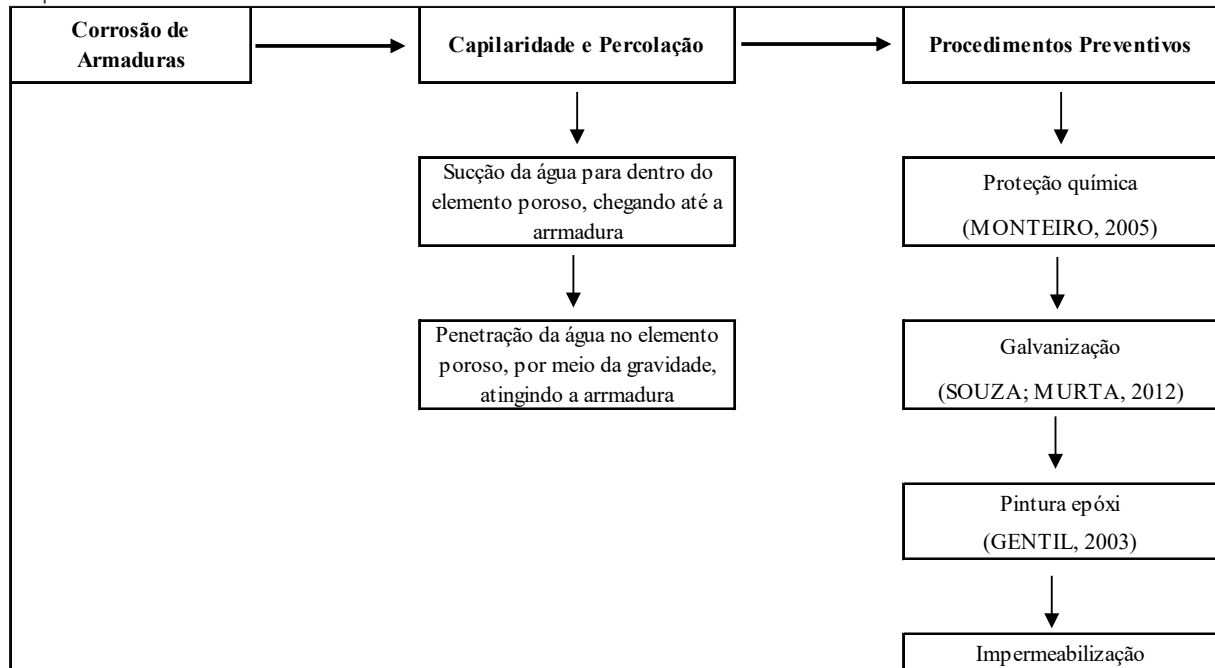 Corrosão de
Armaduras
Capilaridade e Percolação
Procedimentos Preventivos
Sucção da água para dentro do
elemento poroso, chegando até a
arrmadura
Proteção química
(MONTEIRO, 2005)
Penetração da água no elemento
poroso, por meio da gravidade,
atingindo a arrmadura
Galvanização
(SOUZA; MURTA, 2012)
Pintura epóxi
(GENTIL, 2003)
Impermeabilização